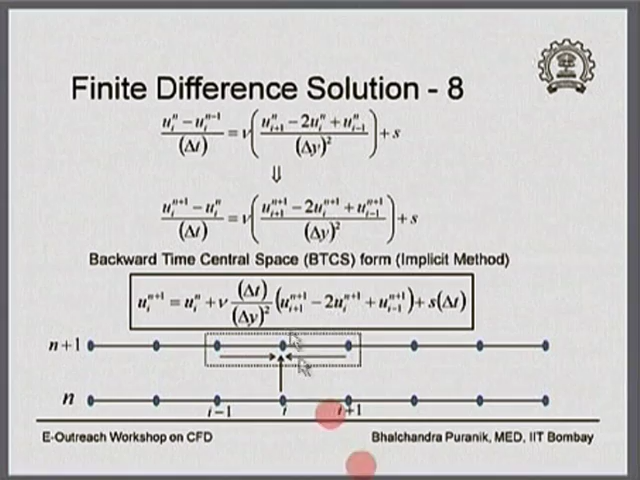 Finite Difference Solution - 8
(u_i^n − u_i^{n−1}) / (Δt) = ν( (u_{i+1}^n − 2u_i^n + u_{i−1}^n) / (Δy)² ) + s
⇓
(u_i^{n+1} − u_i^n) / (Δt) = ν( (u_{i+1}^{n+1} − 2u_i^{n+1} + u_{i−1}^{n+1}) / (Δy)² ) + s
Backward Time Central Space (BTCS) form (Implicit Method)
u_i^{n+1} = u_i^n + ν (Δt)/(Δy)² (u_{i+1}^{n+1} − 2u_i^{n+1} + u_{i−1}^{n+1}) + s(Δt)
n+1
n
i−1 i i+1
E-Outreach Workshop on CFD
Bhalchandra Puranik, MED, IIT Bombay